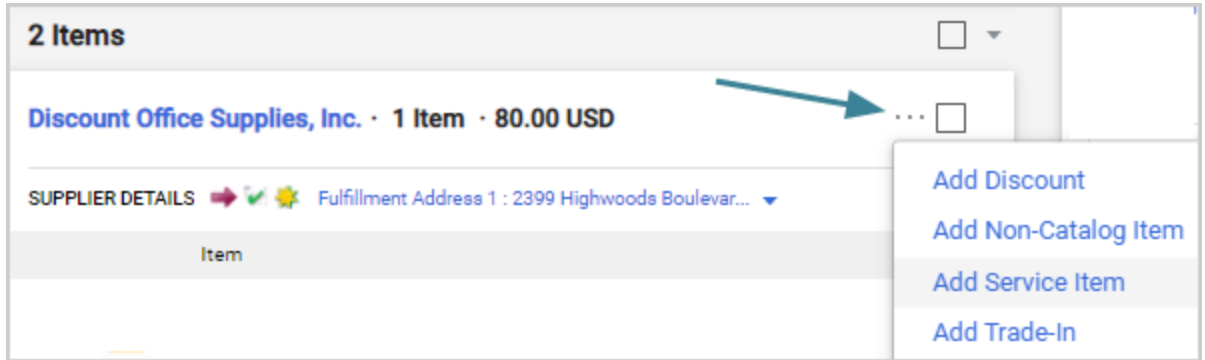 2 Items
Discount Office Supplies, Inc. · 1 Item · 80.00 USD
...
SUPPLIER DETAILS Fulfillment Address 1 : 2399 Highwoods Boulevar...
Item
Add Discount
Add Non-Catalog Item
Add Service Item
Add Trade-In